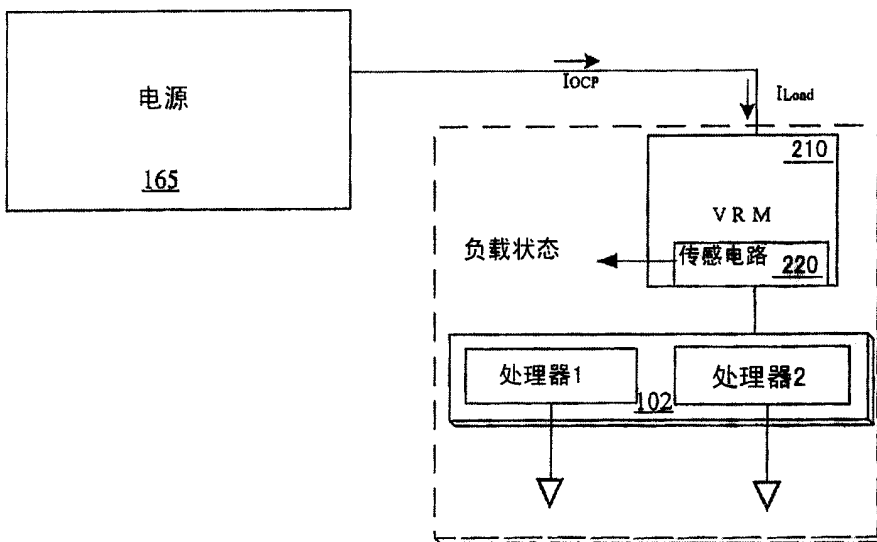 电源
165
IOCP
ILoad
210
VRM
负载状态
传感电路
220
处理器1
处理器2
102